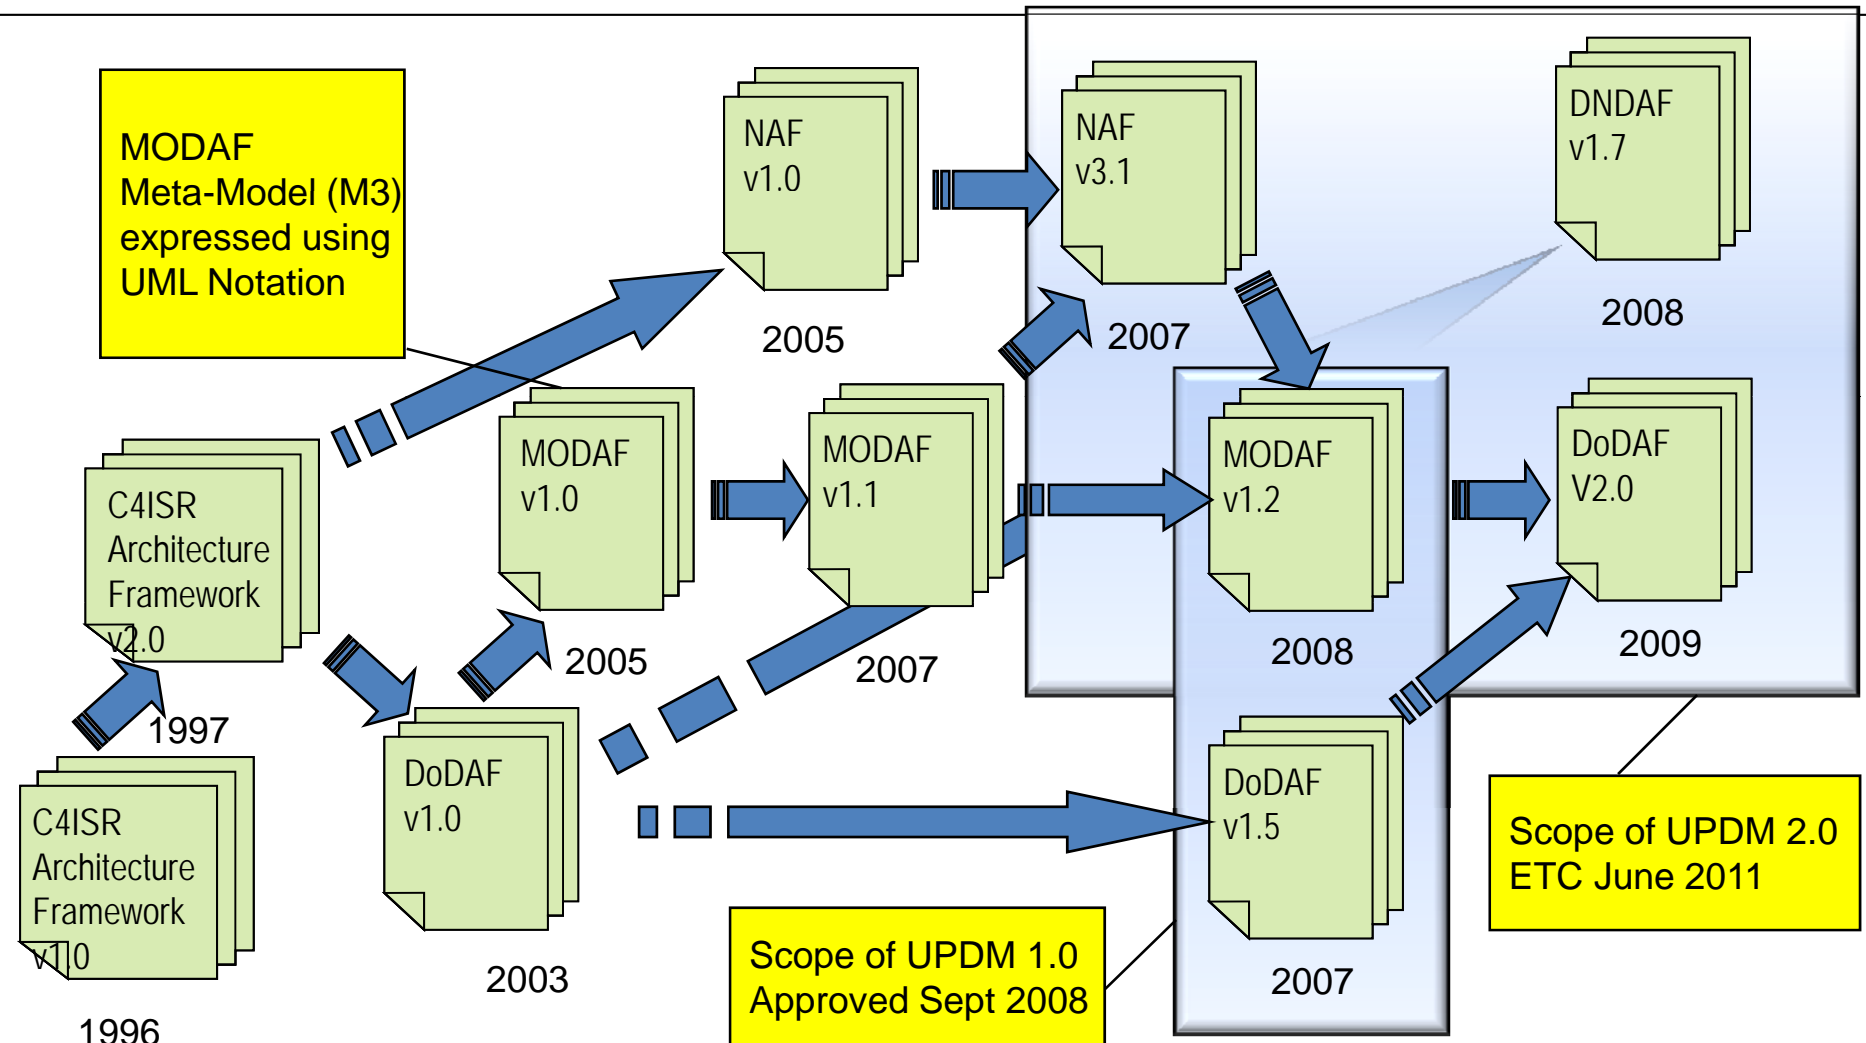 MODAF
Meta-Model (M3)
expressed using
UML Notation
NAF
v1.0
2005
NAF
v3.1
2007
DNDAF
v1.7
2008
C4ISR
Architecture
Framework
v2.0
1997
MODAF
v1.0
2005
MODAF
v1.1
2007
MODAF
v1.2
2008
DoDAF
V2.0
2009
C4ISR
Architecture
Framework
v1.0
1996
DoDAF
v1.0
2003
DoDAF
v1.5
2007
Scope of UPDM 1.0
Approved Sept 2008
Scope of UPDM 2.0
ETC June 2011